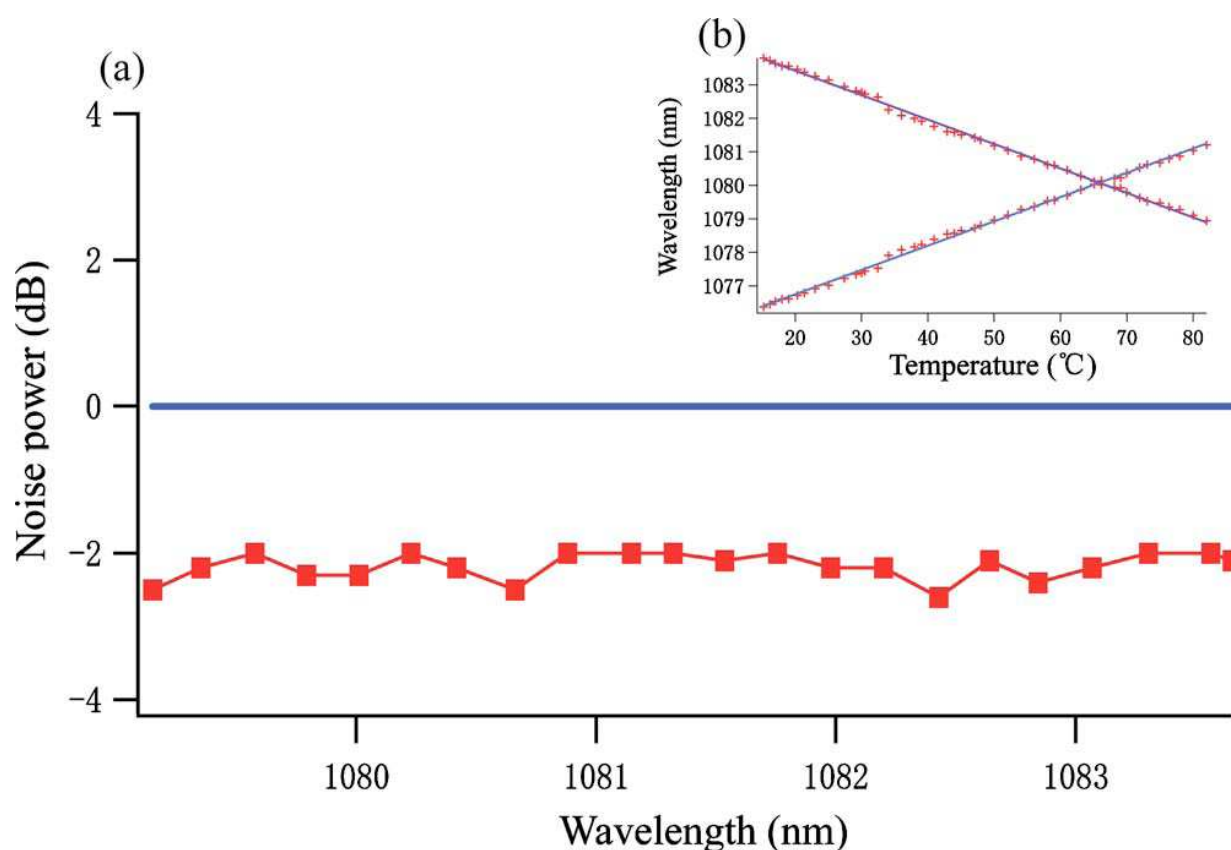 (a)
(b)
4
2
0
-2
-4
Noise power (dB)
1080 1081 1082 1083
Wavelength (nm)
1083
1082
1081
1080
1079
1078
1077
Wavelength (nm)
20 30 40 50 60 70 80
Temperature (℃)